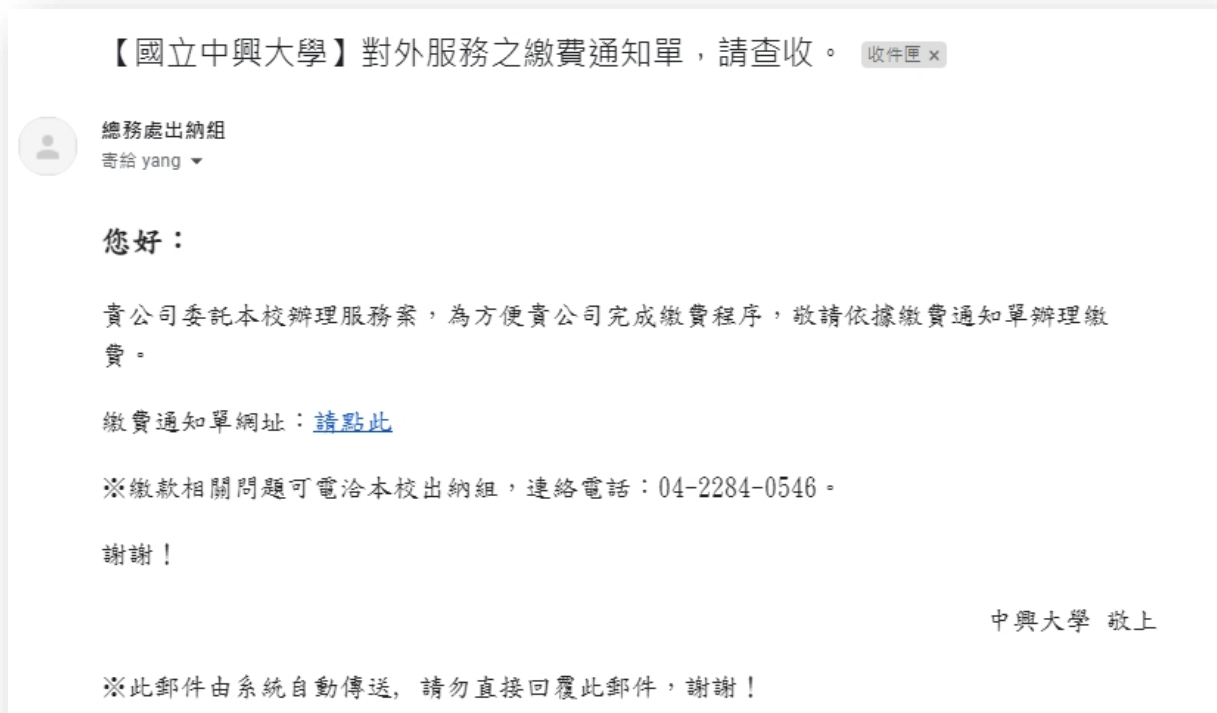 【國立中興大學】對外服務之繳費通知單，請查收。 收件匣 ×
總務處出納組
寄給 yang
您好：
貴公司委託本校辦理服務案，為方便貴公司完成繳費程序，敬請依據繳費通知單辦理繳
費。
繳費通知單網址：請點此
※繳款相關問題可電洽本校出納組，連絡電話：04-2284-0546。
謝謝！
中興大學 敬上
※此郵件由系統自動傳送, 請勿直接回覆此郵件，謝謝！